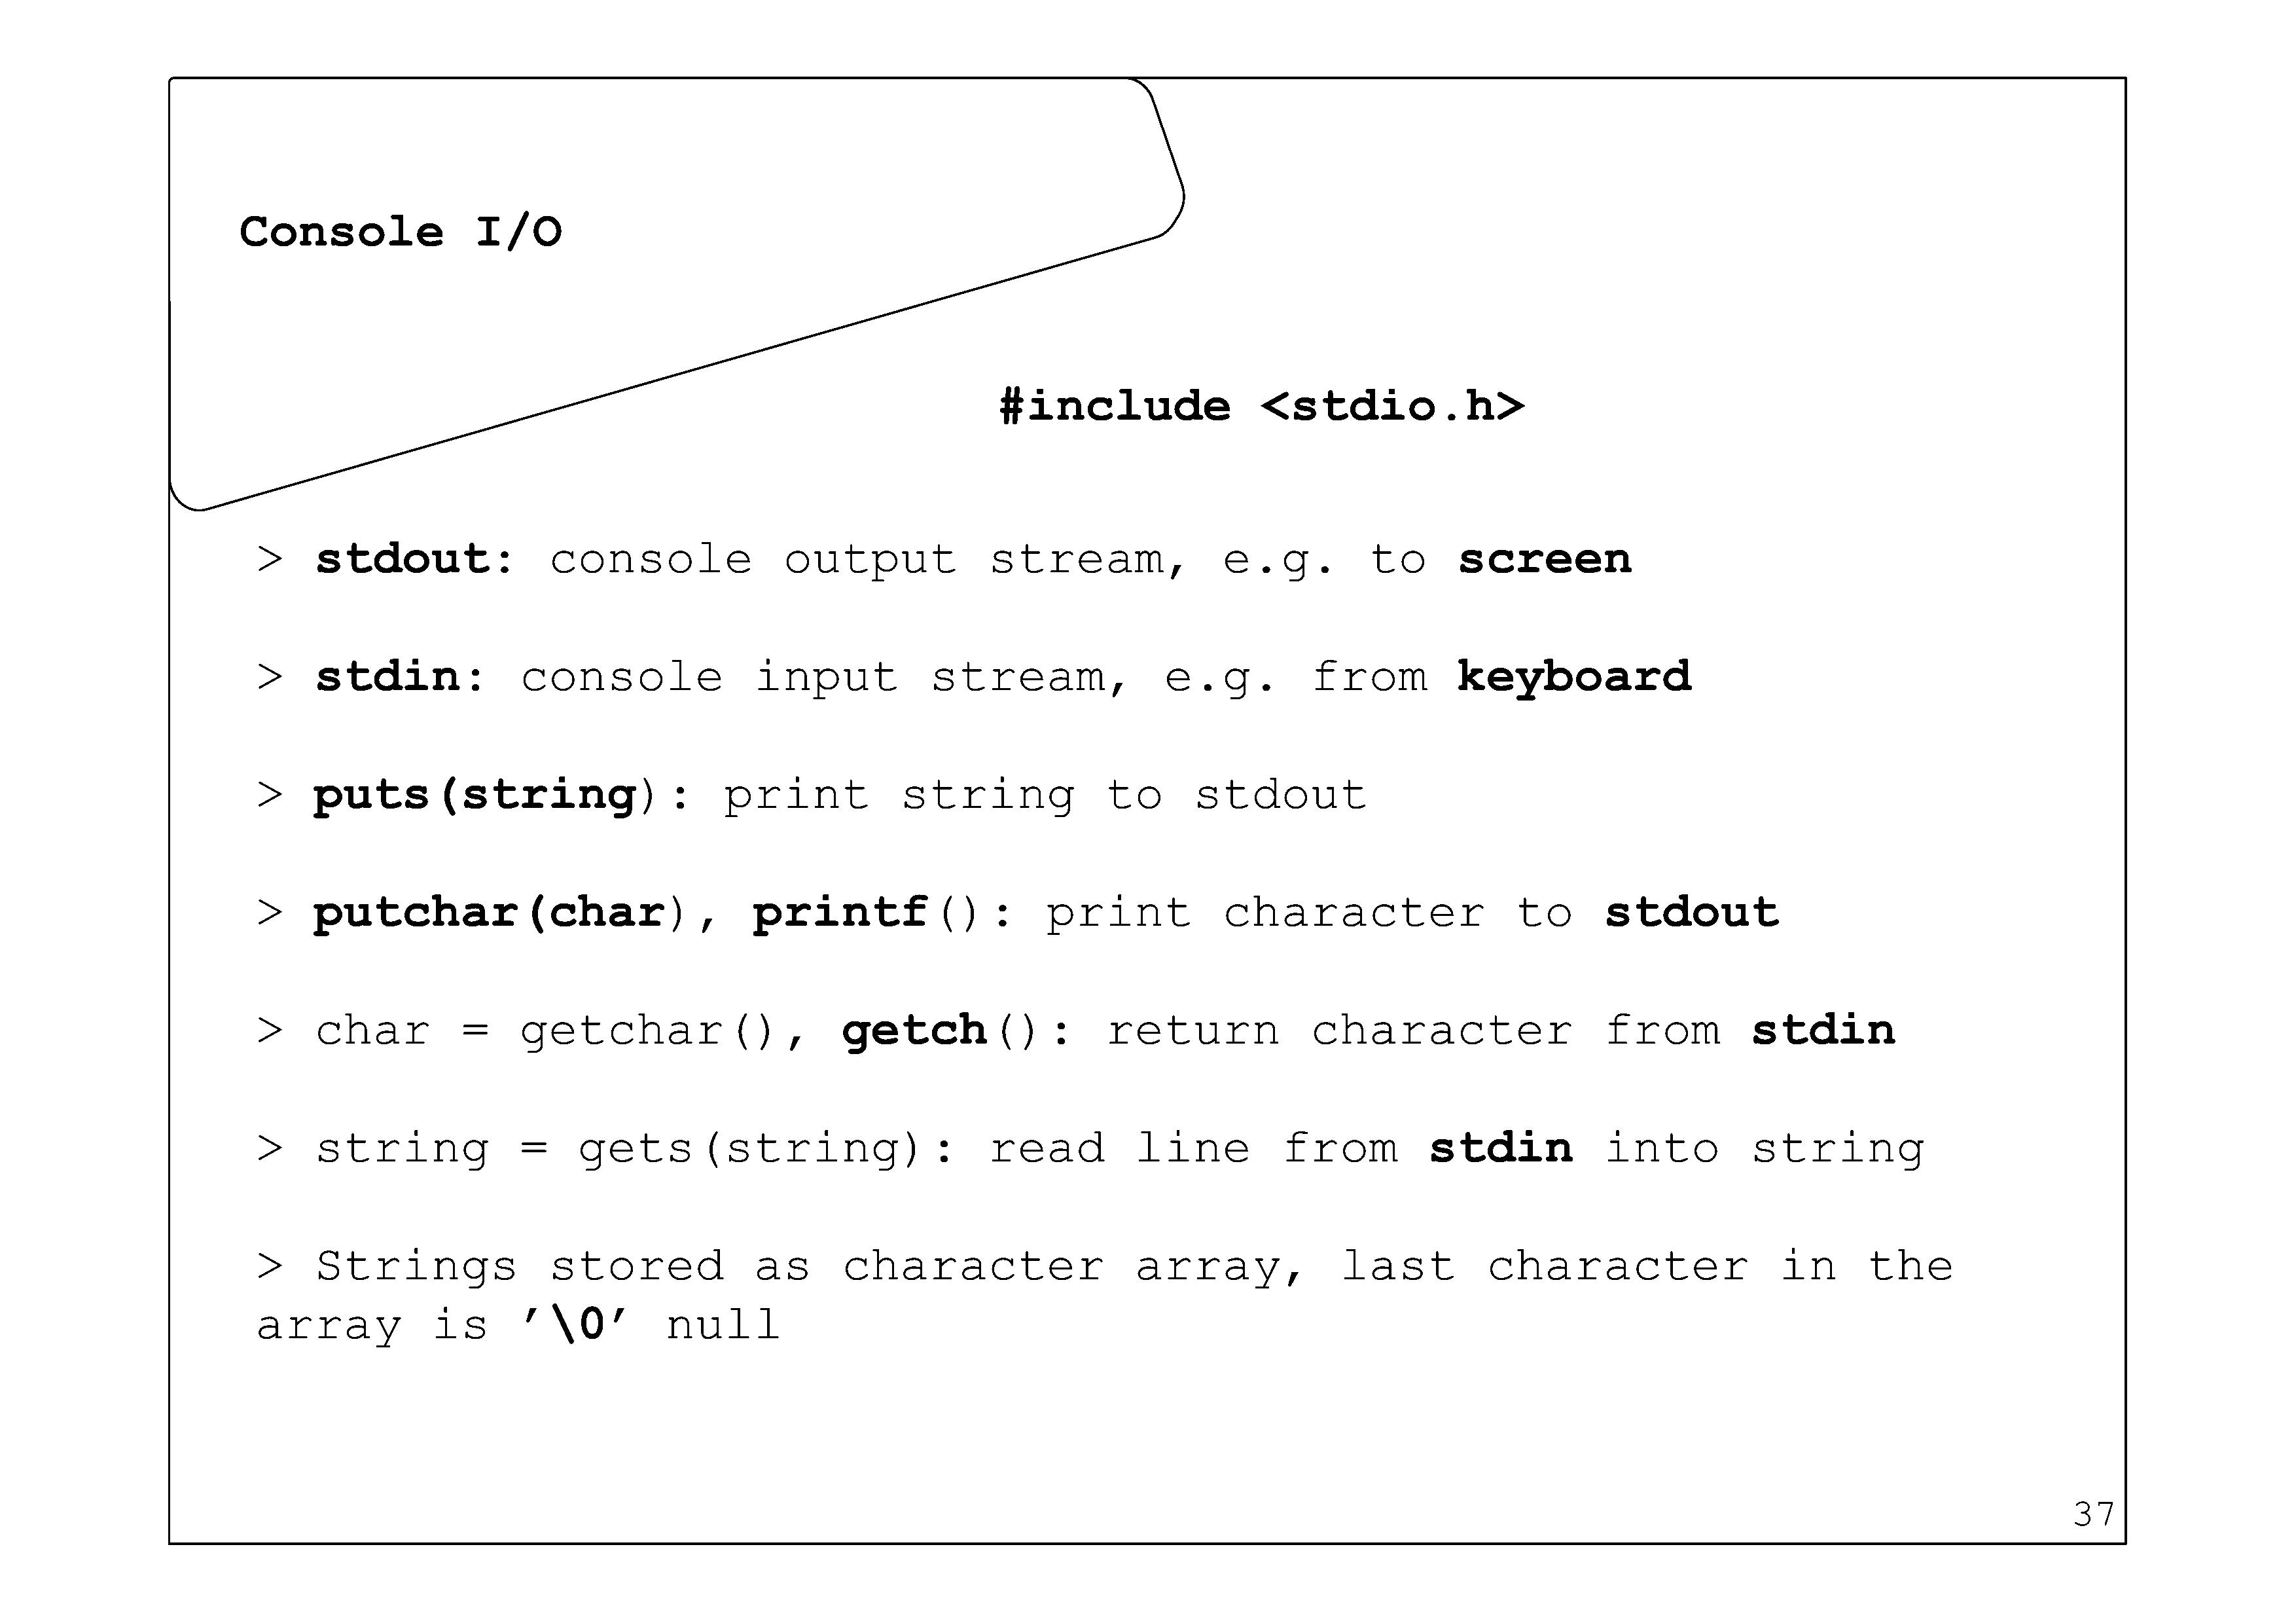 Console I/O
#include <stdio.h>
> stdout: console output stream, e.g. to screen
> stdin: console input stream, e.g. from keyboard
> puts(string): print string to stdout
> putchar(char), printf(): print character to stdout
> char = getchar(), getch(): return character from stdin
> string = gets(string): read line from stdin into string
> Strings stored as character array, last character in the
array is ’\0’ null
37